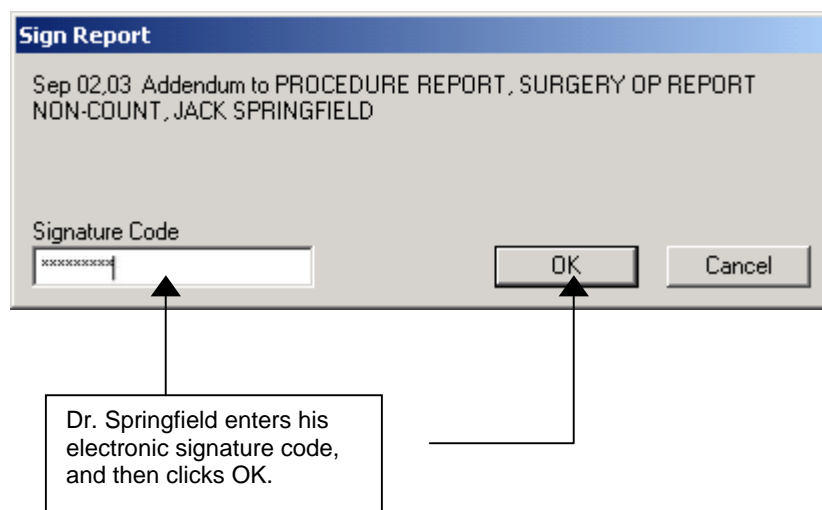 Sign Report
Sep 02,03 Addendum to PROCEDURE REPORT, SURGERY OP REPORT
NON-COUNT, JACK SPRINGFIELD
Signature Code
×××××××××
OK
Cancel
Dr. Springfield enters his
electronic signature code,
and then clicks OK.